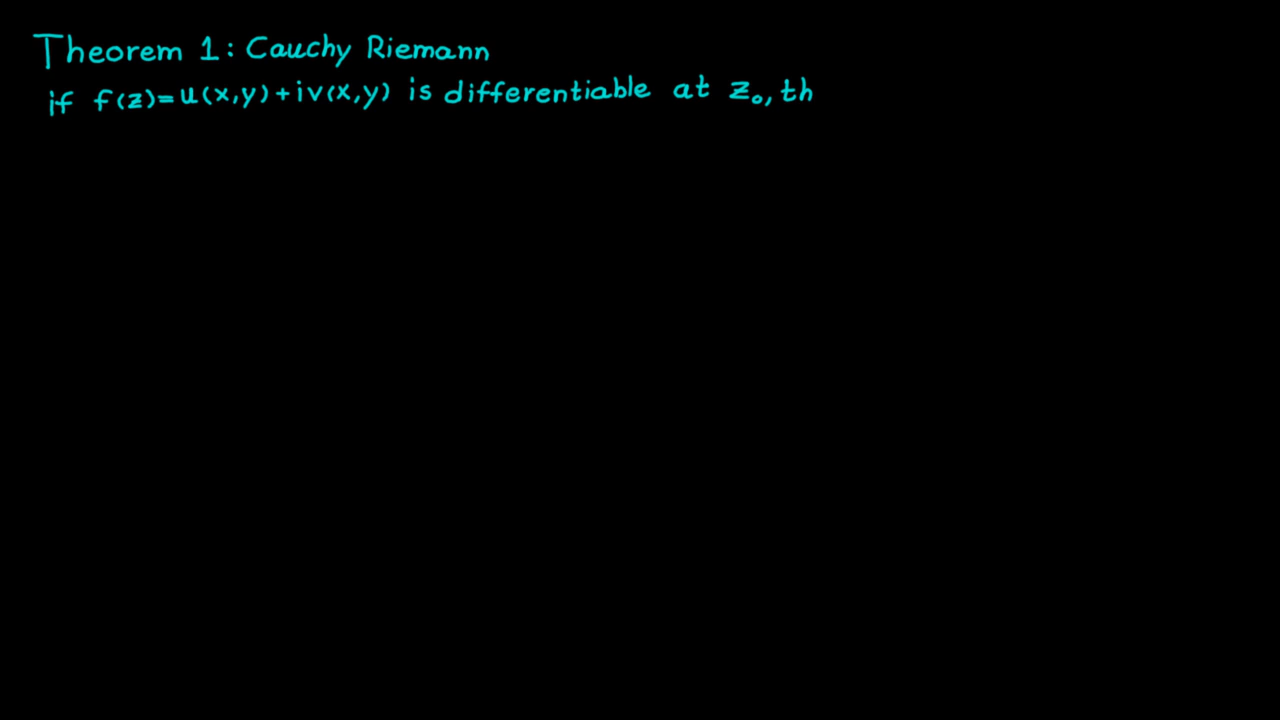 Theorem 1: Cauchy Riemann
if f(z)=u(x,y)+iv(x,y) is differentiable at z₀, th